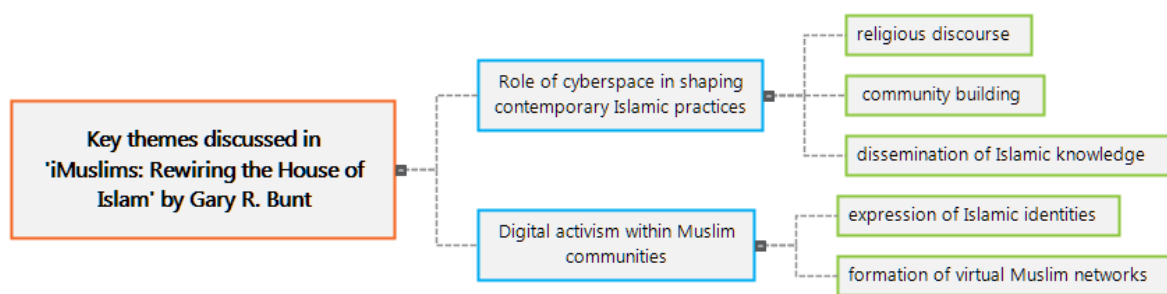 Key themes discussed in
'iMuslims: Rewiring the House of
Islam' by Gary R. Bunt
Role of cyberspace in shaping
contemporary Islamic practices
religious discourse
community building
dissemination of Islamic knowledge
Digital activism within Muslim
communities
expression of Islamic identities
formation of virtual Muslim networks